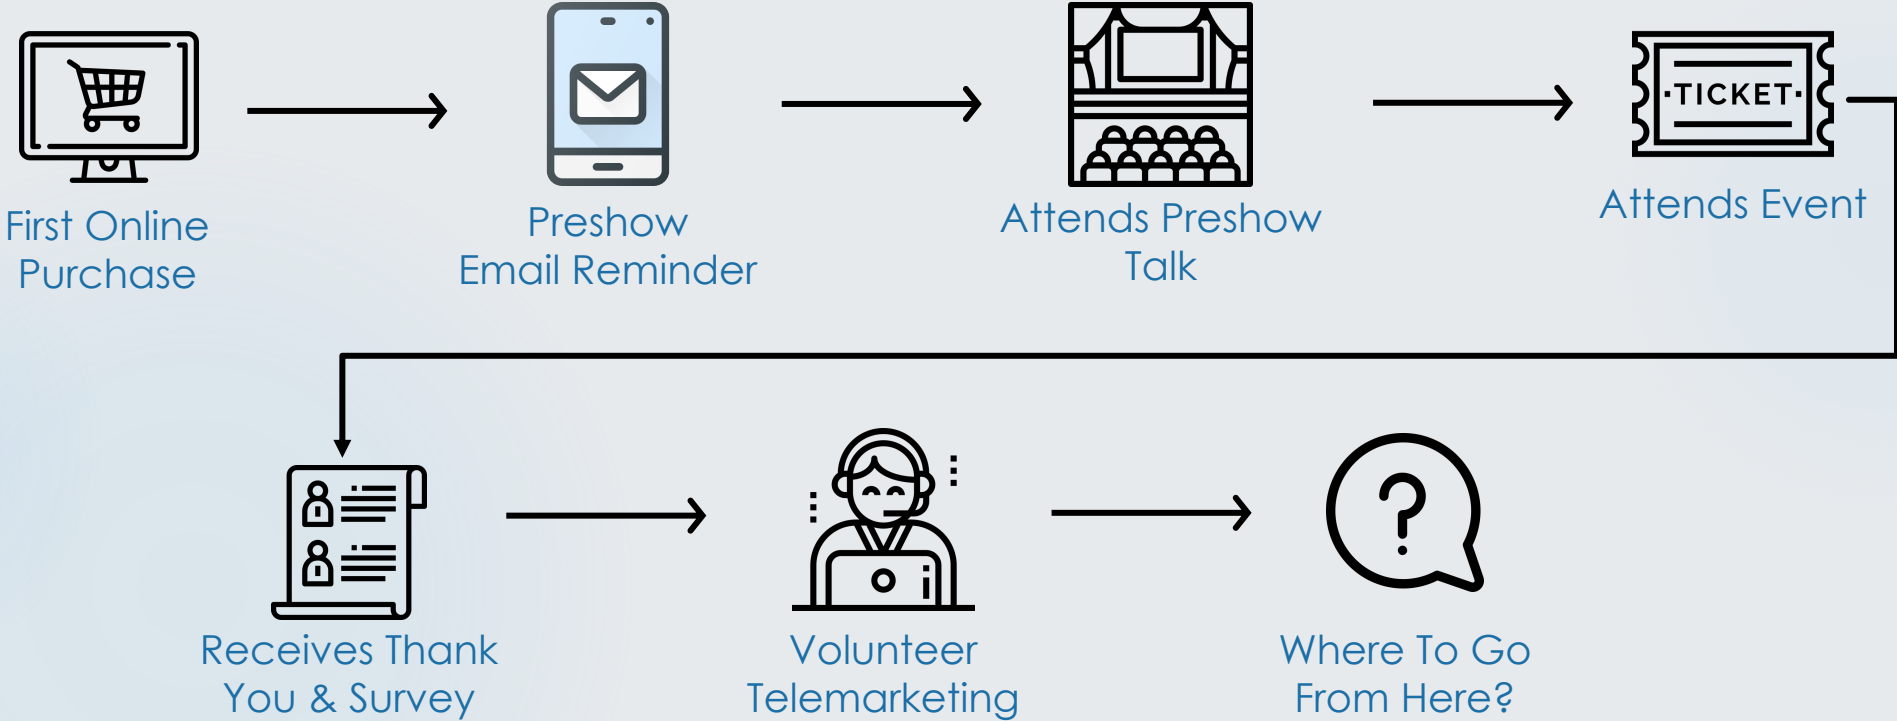 ·TICKET·
First Online
Purchase
Preshow
Email Reminder
Attends Preshow
Talk
Attends Event
Receives Thank
You & Survey
Volunteer
Telemarketing
?
Where To Go
From Here?